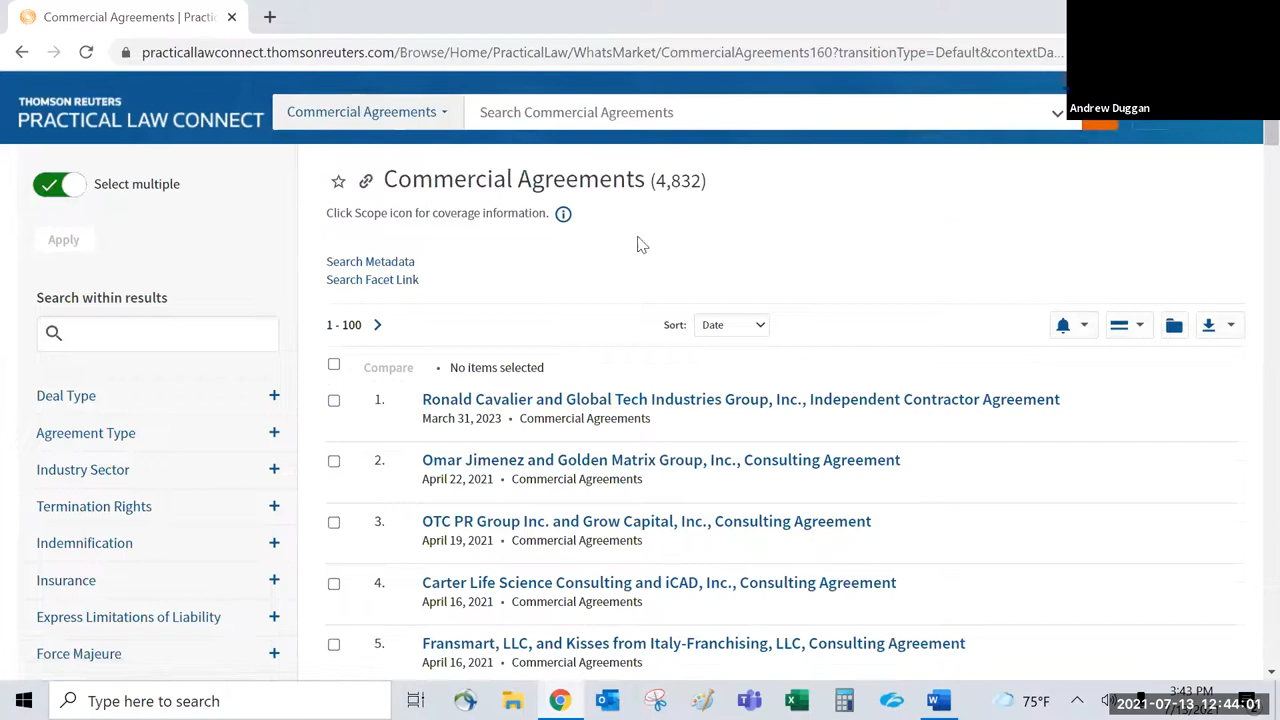 Commercial Agreements | Practic
practicallawconnect.thomsonreuters.com/Browse/Home/PracticalLaw/WhatsMarket/CommercialAgreements160?transitionType=Default&contextDa...
Andrew Duggan
THOMSON REUTERS
PRACTICAL LAW CONNECT
Commercial Agreements
Search Commercial Agreements
Select multiple
Apply
Search within results
Deal Type
Agreement Type
Industry Sector
Termination Rights
Indemnification
Insurance
Express Limitations of Liability
Force Majeure
Commercial Agreements (4,832)
Click Scope icon for coverage information.
Search Metadata
Search Facet Link
1 - 100
Sort: Date
Compare • No items selected
1. Ronald Cavalier and Global Tech Industries Group, Inc., Independent Contractor Agreement
March 31, 2023 • Commercial Agreements
2. Omar Jimenez and Golden Matrix Group, Inc., Consulting Agreement
April 22, 2021 • Commercial Agreements
3. OTC PR Group Inc. and Grow Capital, Inc., Consulting Agreement
April 19, 2021 • Commercial Agreements
4. Carter Life Science Consulting and iCAD, Inc., Consulting Agreement
April 16, 2021 • Commercial Agreements
5. Fransmart, LLC, and Kisses from Italy-Franchising, LLC, Consulting Agreement
April 16, 2021 • Commercial Agreements
Type here to search
75°F
3:43 PM
2021-07-13 12:44:01